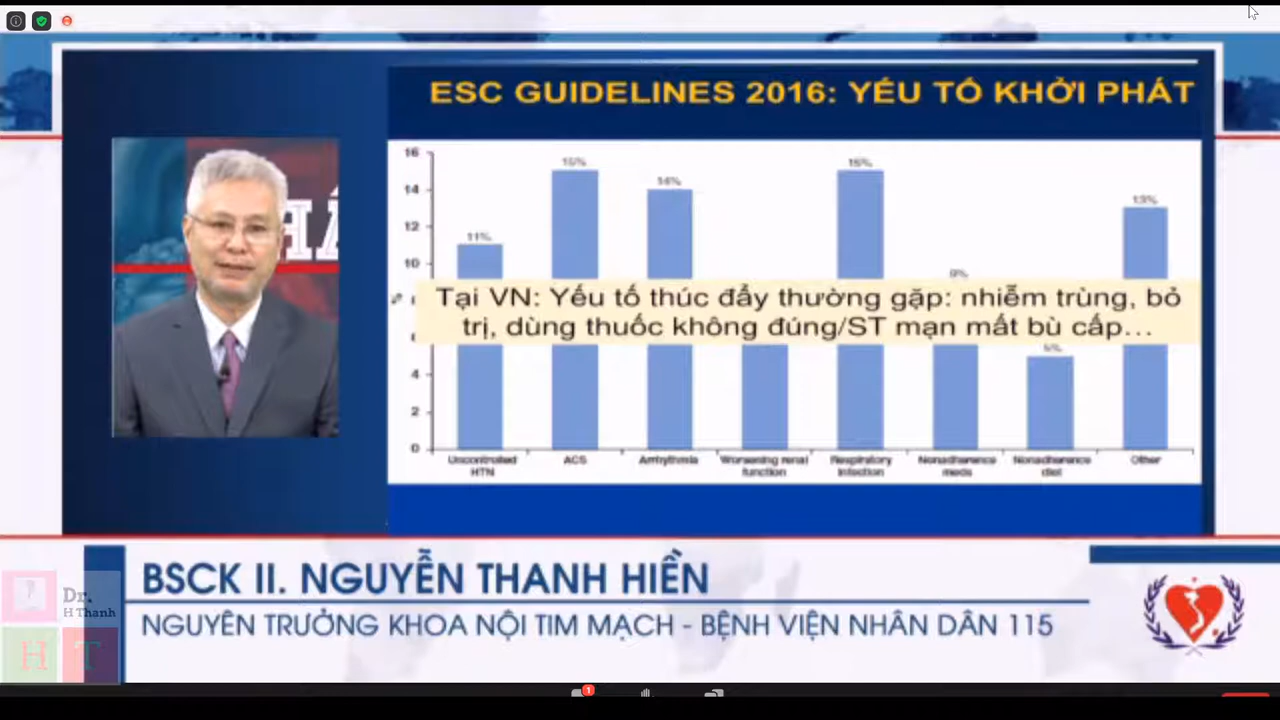 ESC GUIDELINES 2016: YẾU TỐ KHỞI PHÁT
16
14
12
10
4
2
0
%
11%
15%
14%
15%
9%
5%
13%
Tại VN: Yếu tố thúc đẩy thường gặp: nhiễm trùng, bỏ
trị, dùng thuốc không đúng/ST mạn mất bù cấp...
Uncontrolled
HTN
ACS
Arrhythmia
Worsening renal
function
Respiratory
Infection
Nonadherence
meds
Nonadherence
diet
Other
BSCK II. NGUYỄN THANH HIỀN
NGUYÊN TRƯỞNG KHOA NỘI TIM MẠCH - BỆNH VIỆN NHÂN DÂN 115
Dr.
H Thanh
H T
1